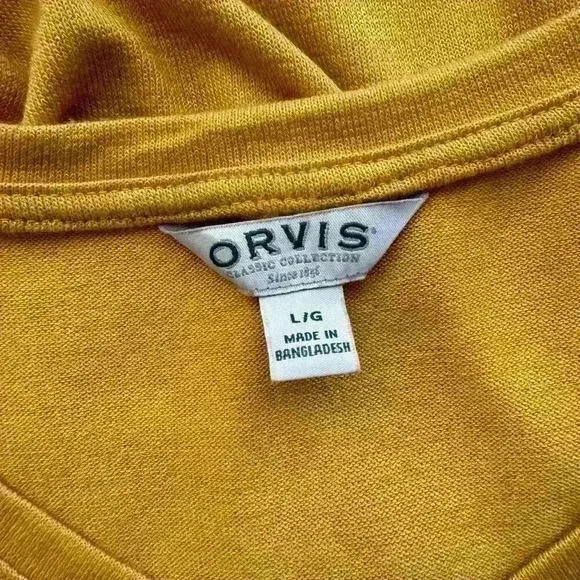 ORVIS
CLASSIC COLLECTION
Since 1856
L/G
MADE IN
BANGLADESH